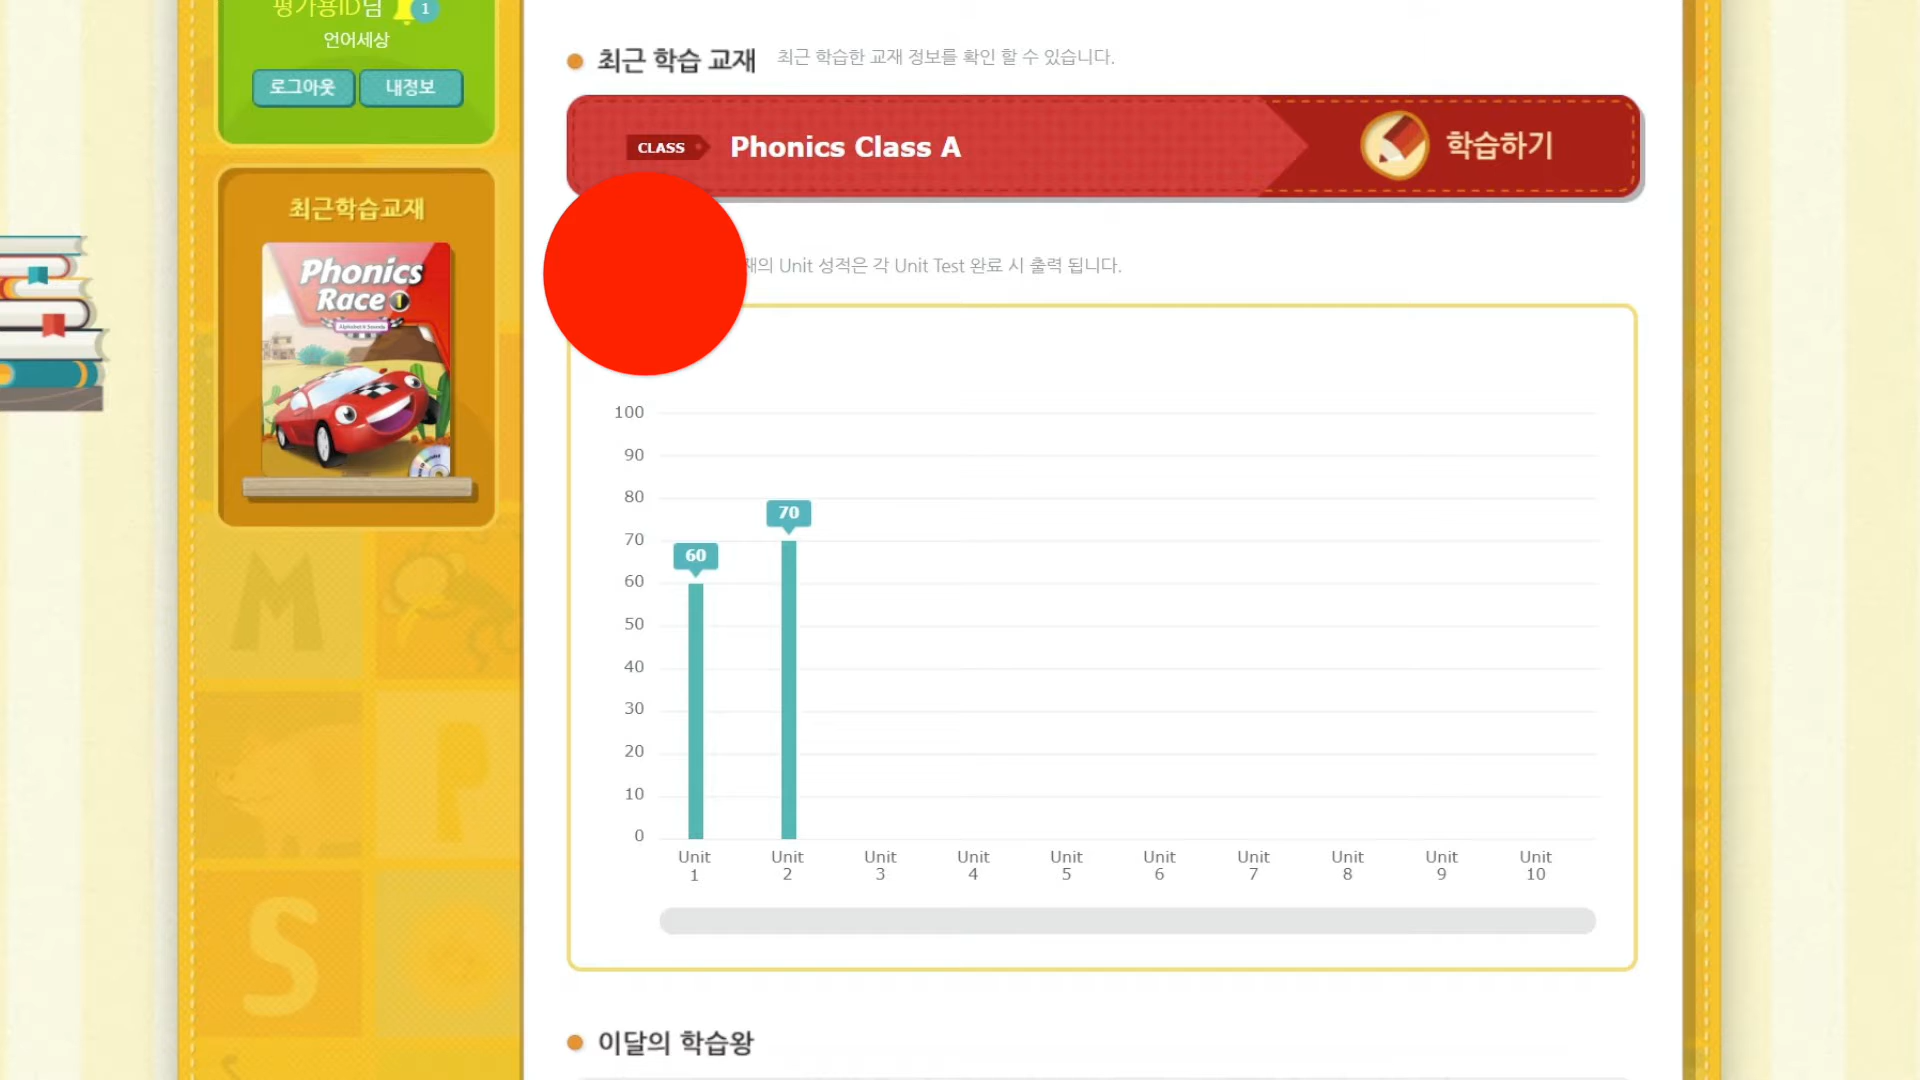 평가용ID님
1
언어세상
로그아웃
내정보
최근학습교재
Phonics
Race 1
Alphabet & Sounds
M
P
S
최근 학습 교재
최근 학습한 교재 정보를 확인 할 수 있습니다.
CLASS
Phonics Class A
학습하기
재의 Unit 성적은 각 Unit Test 완료 시 출력 됩니다.
100
90
80
70
60
50
40
30
20
10
0
60
70
Unit 1
Unit 2
Unit 3
Unit 4
Unit 5
Unit 6
Unit 7
Unit 8
Unit 9
Unit 10
이달의 학습왕